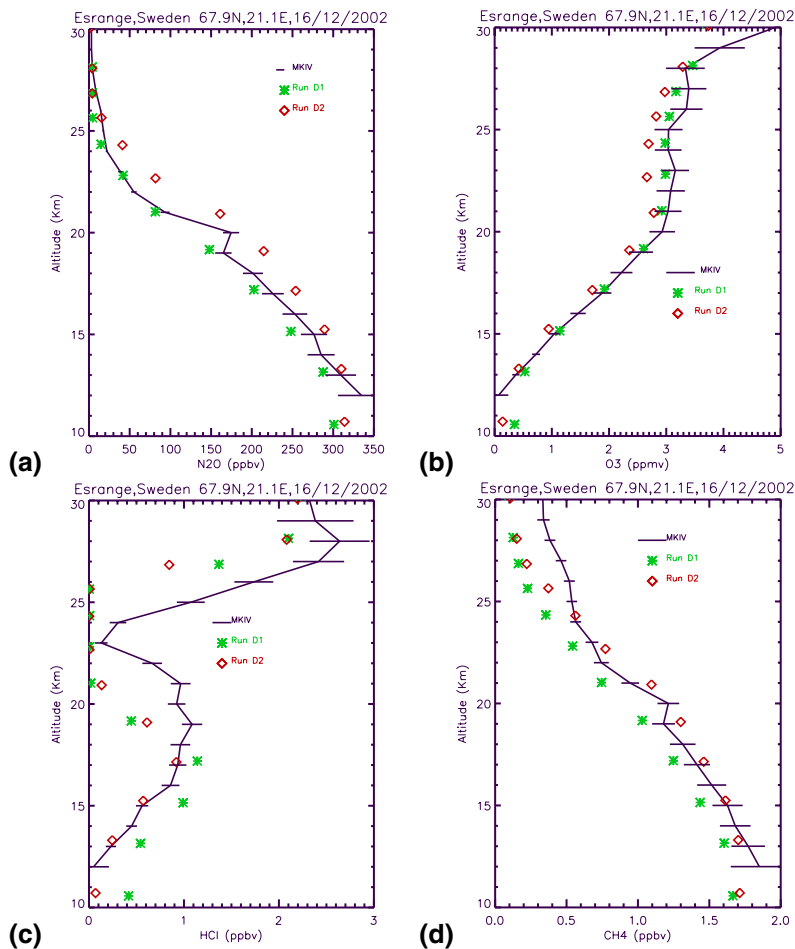 Esrange,Sweden 67.9N,21.1E,16/12/2002
30
25
20
15
10
Altitude (Km)
MKIV
Run D1
Run D2
0 50 100 150 200 250 300 350
N2O (ppbv)
(a)
Esrange,Sweden 67.9N,21.1E,16/12/2002
30
25
20
15
10
Altitude (Km)
MKIV
Run D1
Run D2
0 1 2 3 4 5
O3 (ppmv)
(b)
Esrange,Sweden 67.9N,21.1E,16/12/2002
30
25
20
15
10
Altitude (Km)
MKIV
Run D1
Run D2
0 1 2 3
HCl (ppbv)
(c)
Esrange,Sweden 67.9N,21.1E,16/12/2002
30
25
20
15
10
Altitude (Km)
MKIV
Run D1
Run D2
0.0 0.5 1.0 1.5 2.0
CH4 (ppbv)
(d)